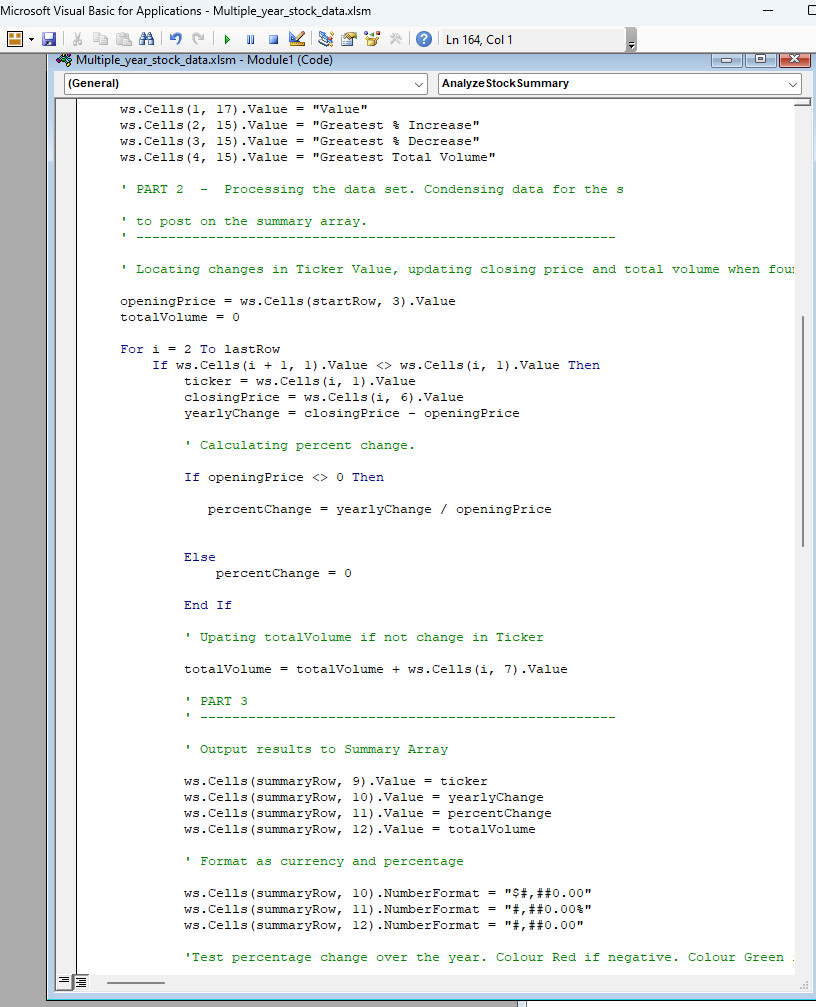 Microsoft Visual Basic for Applications - Multiple_year_stock_data.xlsm
Ln 164, Col 1
Multiple_year_stock_data.xlsm - Module1 (Code)
(General)
AnalyzeStockSummary
ws.Cells(1, 17).Value = "Value"
ws.Cells(2, 15).Value = "Greatest % Increase"
ws.Cells(3, 15).Value = "Greatest % Decrease"
ws.Cells(4, 15).Value = "Greatest Total Volume"
' PART 2  -  Processing the data set. Condensing data for the s
' to post on the summary array.
' ------------------------------------------------------------
' Locating changes in Ticker Value, updating closing price and total volume when
openingPrice = ws.Cells(startRow, 3).Value
totalVolume = 0
For i = 2 To lastRow
If ws.Cells(i + 1, 1).Value <> ws.Cells(i, 1).Value Then
ticker = ws.Cells(i, 1).Value
closingPrice = ws.Cells(i, 6).Value
yearlyChange = closingPrice - openingPrice
' Calculating percent change.
If openingPrice <> 0 Then
percentChange = yearlyChange / openingPrice
Else
percentChange = 0
End If
' Upating totalVolume if not change in Ticker
totalVolume = totalVolume + ws.Cells(i, 7).Value
' PART 3
' ----------------------------------------------------
' Output results to Summary Array
ws.Cells(summaryRow, 9).Value = ticker
ws.Cells(summaryRow, 10).Value = yearlyChange
ws.Cells(summaryRow, 11).Value = percentChange
ws.Cells(summaryRow, 12).Value = totalVolume
' Format as currency and percentage
ws.Cells(summaryRow, 10).NumberFormat = "$#,##0.00"
ws.Cells(summaryRow, 11).NumberFormat = "#,##0.00%"
ws.Cells(summaryRow, 12).NumberFormat = "#,##0.00"
'Test percentage change over the year. Colour Red if negative. Colour Green